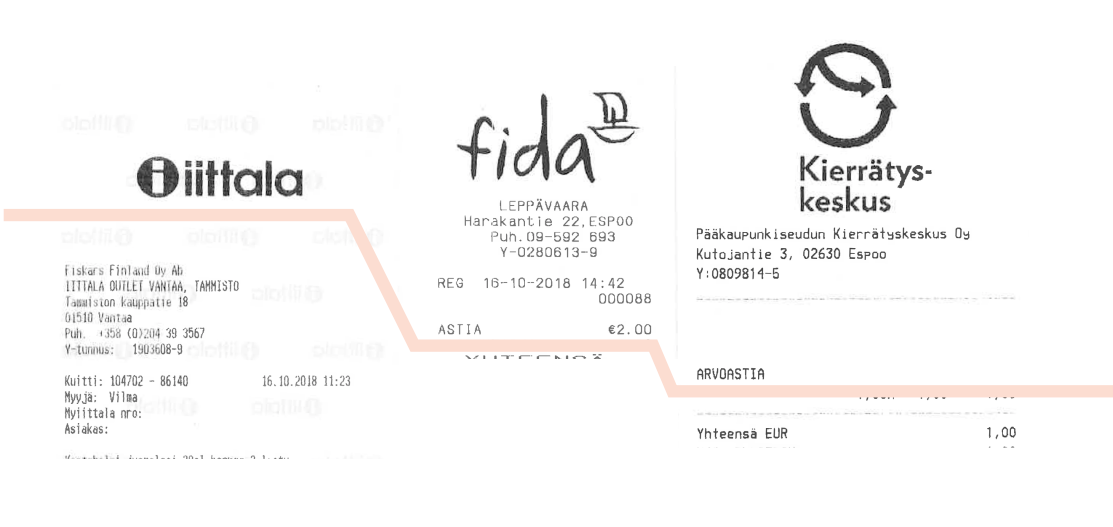 iittala
Fiskars Finland Oy Ab
IITTALA OUTLET VANTAA, TAMMISTO
Tammiston kauppatie 18
01510 Vantaa
Puh. +358 (0)204 39 3567
Y-tunnus: 1903608-9
Kuitti: 104702 - 86140 16.10.2018 11:23
Myyjä: Vilma
Myiittala nro:
Asiakas:
fida
LEPPÄVAARA
Harakantie 22,ESPOO
Puh.09-592 693
Y-0280613-9
REG 16-10-2018 14:42
000088
ASTIA €2.00
YHTEENSÄ
Kierrätys-
keskus
Pääkaupunkiseudun Kierrätyskeskus Oy
Kutojantie 3, 02630 Espoo
Y:0809814-5
ARVOASTIA
Yhteensä EUR 1,00